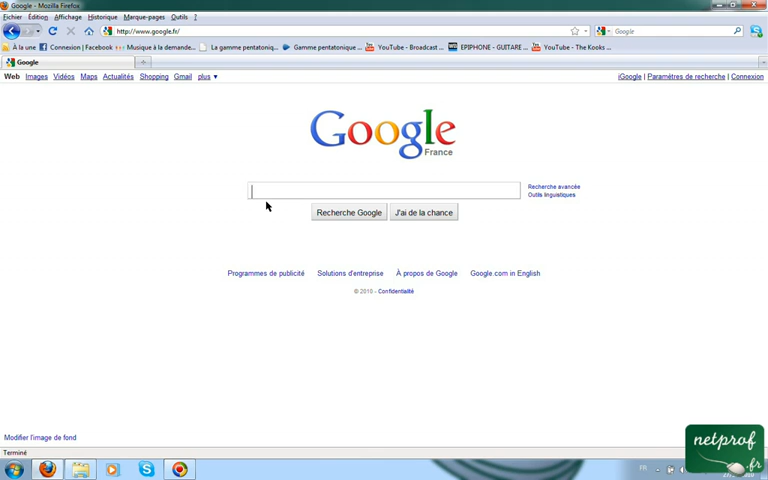 Google - Mozilla Firefox
Fichier Édition Affichage Historique Marque-pages Outils ?
http://www.google.fr/ Google
À la une Connexion | Facebook Musique à la demande... La gamme pentatoniq... Gamme pentatonique ... YouTube - Broadcast ... EPIPHONE - GUITARE ... YouTube - The Kooks ...
Google
Web Images Vidéos Maps Actualités Shopping Gmail plus ▼ iGoogle | Paramètres de recherche | Connexion
Google
France
Recherche avancée
Outils linguistiques
Recherche Google J'ai de la chance
Programmes de publicité Solutions d'entreprise À propos de Google Google.com in English
© 2010 - Confidentialité
Modifier l'image de fond
Terminé
netprof
.fr
FR